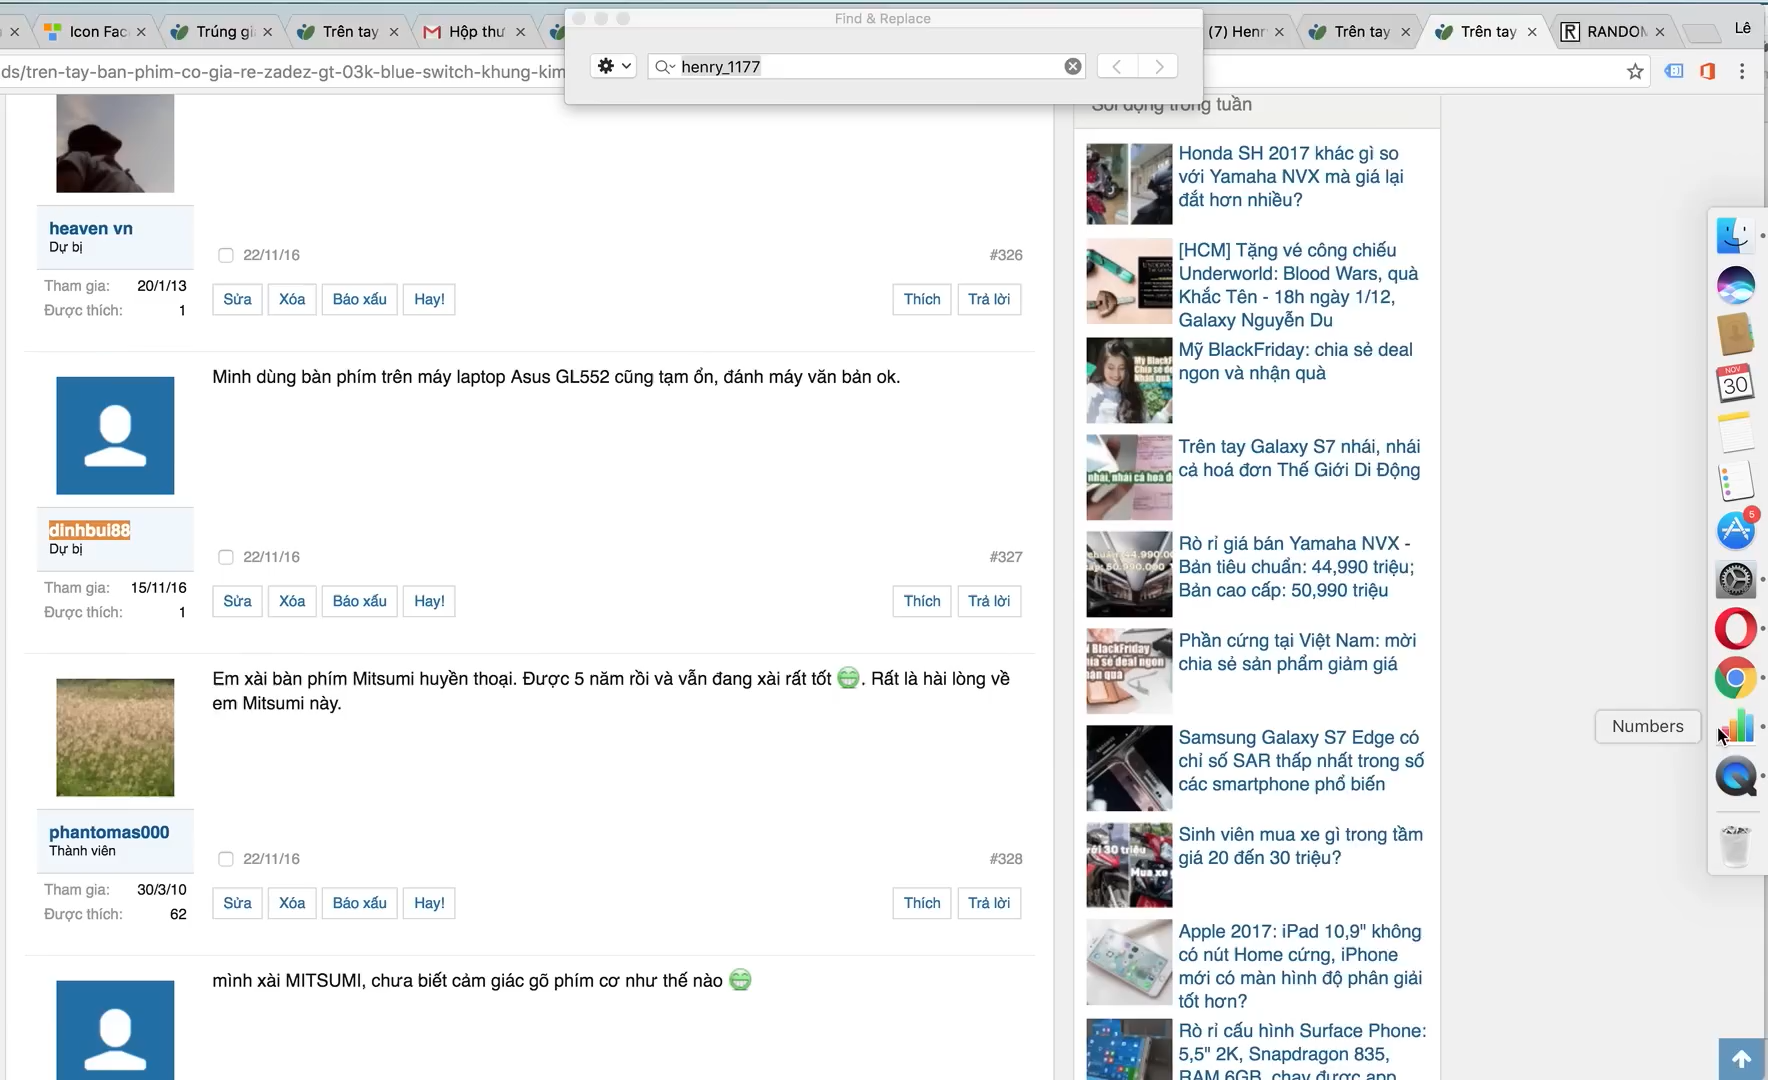 Find & Replace
Icon Fac
Trúng gi
Trên tay
Hộp thư
(7) Henr
Trên tay
Trên tay
RANDOM
Lê
ds/tren-tay-ban-phim-co-gia-re-zadez-gt-03k-blue-switch-khung-kim
henry_1177
heaven vn
Dự bị
22/11/16
#326
Tham gia: 20/1/13
Được thích: 1
Sửa Xóa Báo xấu Hay! Thích Trả lời
Minh dùng bàn phím trên máy laptop Asus GL552 cũng tạm ổn, đánh máy văn bản ok.
dinhbui88
Dự bị
22/11/16
#327
Tham gia: 15/11/16
Được thích: 1
Sửa Xóa Báo xấu Hay! Thích Trả lời
Em xài bàn phím Mitsumi huyền thoại. Được 5 năm rồi và vẫn đang xài rất tốt . Rất là hài lòng về
em Mitsumi này.
phantomas000
Thành viên
22/11/16
#328
Tham gia: 30/3/10
Được thích: 62
Sửa Xóa Báo xấu Hay! Thích Trả lời
mình xài MITSUMI, chưa biết cảm giác gõ phím cơ như thế nào
Sôi động trong tuần
Honda SH 2017 khác gì so
với Yamaha NVX mà giá lại
đắt hơn nhiều?
[HCM] Tặng vé công chiếu
Underworld: Blood Wars, quà
Khắc Tên - 18h ngày 1/12,
Galaxy Nguyễn Du
Mỹ BlackFriday: chia sẻ deal
ngon và nhận quà
Trên tay Galaxy S7 nhái, nhái
cả hoá đơn Thế Giới Di Động
Rò rỉ giá bán Yamaha NVX -
Bản tiêu chuẩn: 44,990 triệu;
Bản cao cấp: 50,990 triệu
Phần cứng tại Việt Nam: mời
chia sẻ sản phẩm giảm giá
Samsung Galaxy S7 Edge có
chỉ số SAR thấp nhất trong số
các smartphone phổ biến
Sinh viên mua xe gì trong tầm
giá 20 đến 30 triệu?
Apple 2017: iPad 10,9" không
có nút Home cứng, iPhone
mới có màn hình độ phân giải
tốt hơn?
Rò rỉ cấu hình Surface Phone:
5,5" 2K, Snapdragon 835,
RAM 6GB, chạy được app
NOV
30
5
Numbers